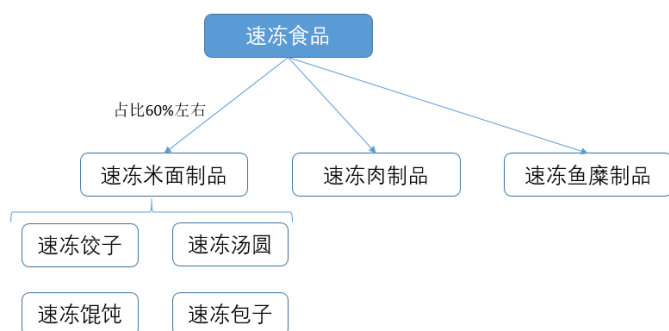 速冻食品
占比60%左右
速冻米面制品
速冻肉制品
速冻鱼糜制品
速冻饺子
速冻汤圆
速冻馄饨
速冻包子